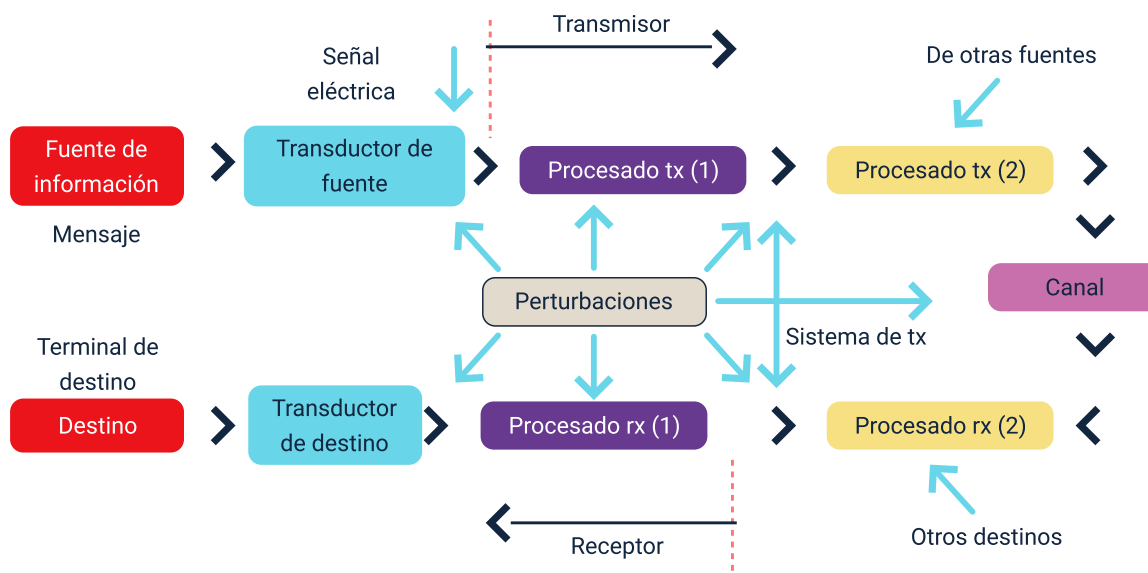 Transmisor
Señal
eléctrica
De otras fuentes
Fuente de
información
Transductor de
fuente
Procesado tx (1)
Procesado tx (2)
Mensaje
Perturbaciones
Canal
Sistema de tx
Terminal de
destino
Destino
Transductor
de destino
Procesado rx (1)
Procesado rx (2)
Receptor
Otros destinos